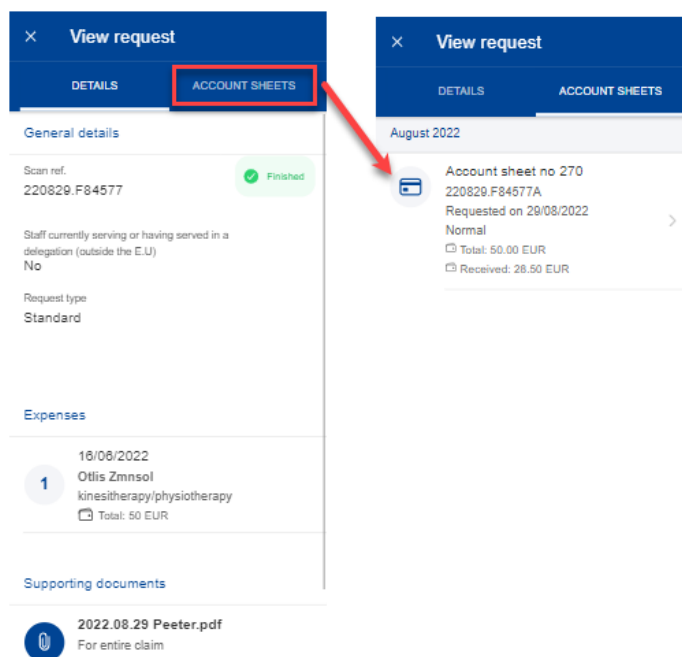 View request
DETAILS
ACCOUNT SHEETS
General details
Scan ref.
220829.F84577
Finished
Staff currently serving or having served in a
delegation (outside the E.U)
No
Request type
Standard
Expenses
16/06/2022
1
Otlis Zmnsol
kinesitherapy/physiotherapy
Total: 50 EUR
Supporting documents
2022.08.29 Peeter.pdf
For entire claim
View request
DETAILS
ACCOUNT SHEETS
August 2022
Account sheet no 270
220829.F84577A
Requested on 29/08/2022
Normal
Total: 50.00 EUR
Received: 28.50 EUR